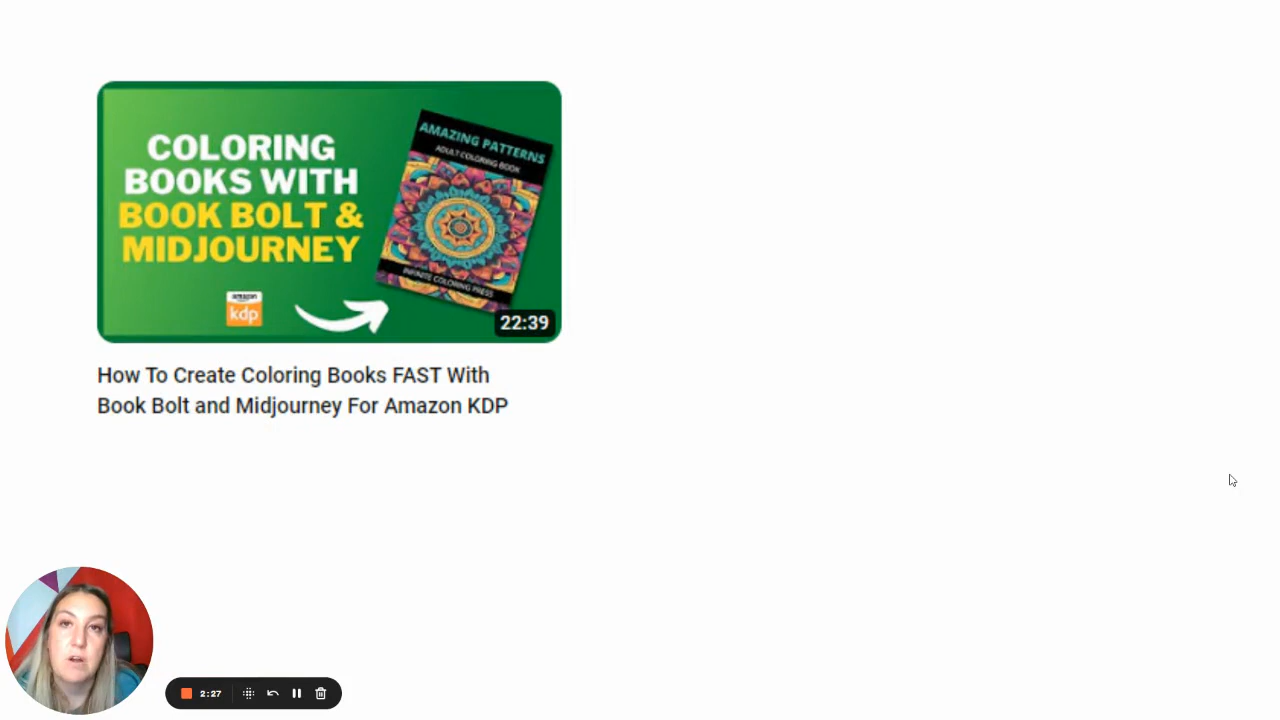 COLORING
BOOKS WITH
BOOK BOLT &
MIDJOURNEY
amazon
kdp
AMAZING PATTERNS
ADULT COLORING BOOK
INFINITE COLORING PRESS
22:39
How To Create Coloring Books FAST With
Book Bolt and Midjourney For Amazon KDP
2:27